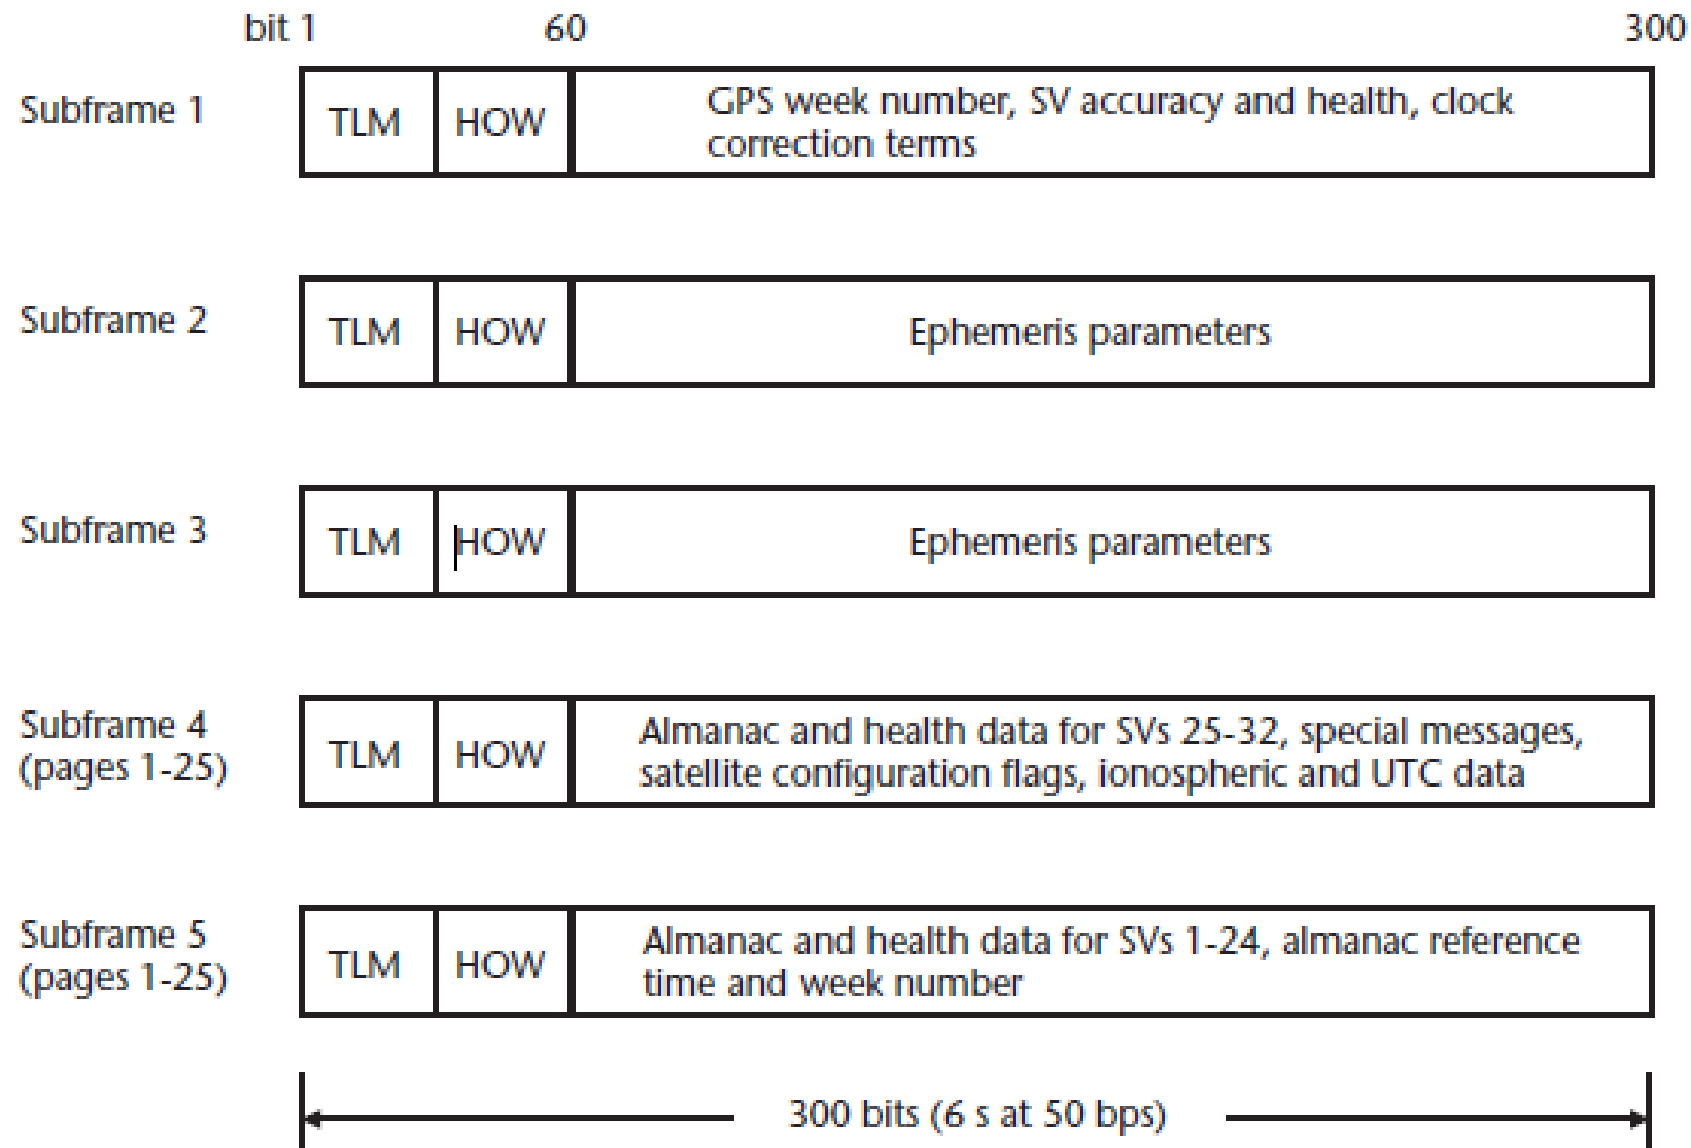 bit 1 60 300
Subframe 1
TLM HOW
GPS week number, SV accuracy and health, clock
correction terms
Subframe 2
TLM HOW
Ephemeris parameters
Subframe 3
TLM HOW
Ephemeris parameters
Subframe 4
(pages 1-25)
TLM HOW
Almanac and health data for SVs 25-32, special messages,
satellite configuration flags, ionospheric and UTC data
Subframe 5
(pages 1-25)
TLM HOW
Almanac and health data for SVs 1-24, almanac reference
time and week number
300 bits (6 s at 50 bps)